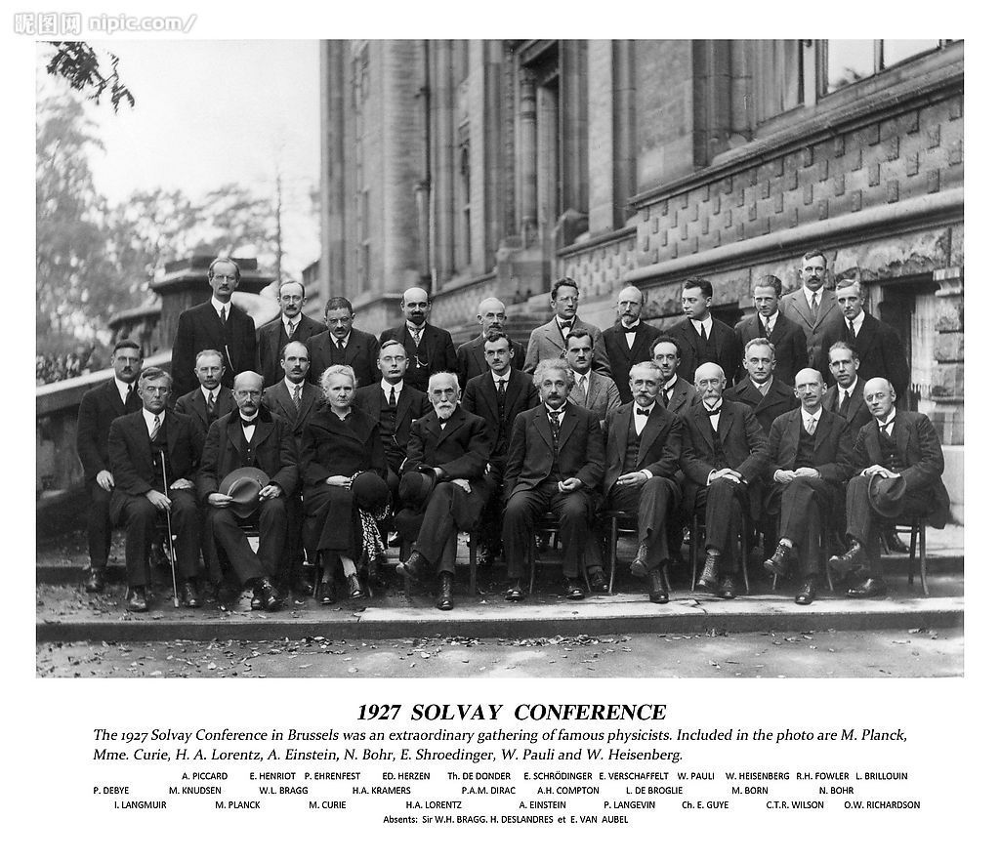 昵图网 nipic.com/
1927 SOLVAY CONFERENCE
The 1927 Solvay Conference in Brussels was an extraordinary gathering of famous physicists. Included in the photo are M. Planck,
Mme. Curie, H. A. Lorentz, A. Einstein, N. Bohr, E. Shroedinger, W. Pauli and W. Heisenberg.
A. PICCARD E. HENRIOT P. EHRENFEST ED. HERZEN Th. DE DONDER E. SCHRÖDINGER E. VERSCHAFFELT W. PAULI W. HEISENBERG R.H. FOWLER L. BRILLOUIN
P. DEBYE M. KNUDSEN W.L. BRAGG H.A. KRAMERS P.A.M. DIRAC A.H. COMPTON L. DE BROGLIE M. BORN N. BOHR
I. LANGMUIR M. PLANCK M. CURIE H.A. LORENTZ A. EINSTEIN P. LANGEVIN Ch. E. GUYE C.T.R. WILSON O.W. RICHARDSON
Absents: Sir W.H. BRAGG. H. DESLANDRES et E. VAN AUBEL